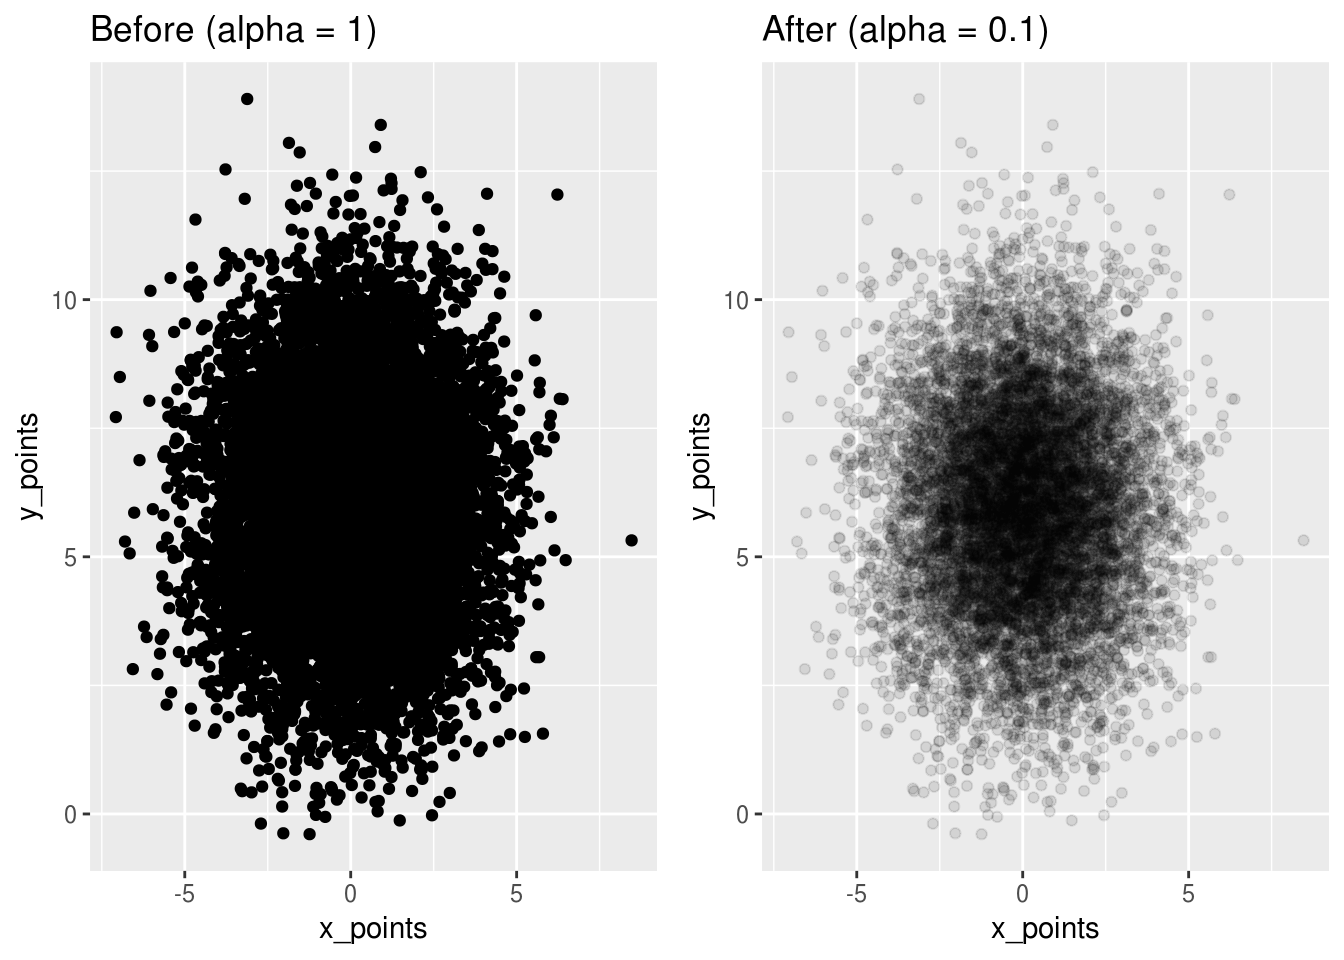 Before (alpha = 1)
y_points
10
5
0
-5 0 5
x_points
After (alpha = 0.1)
y_points
10
5
0
-5 0 5
x_points